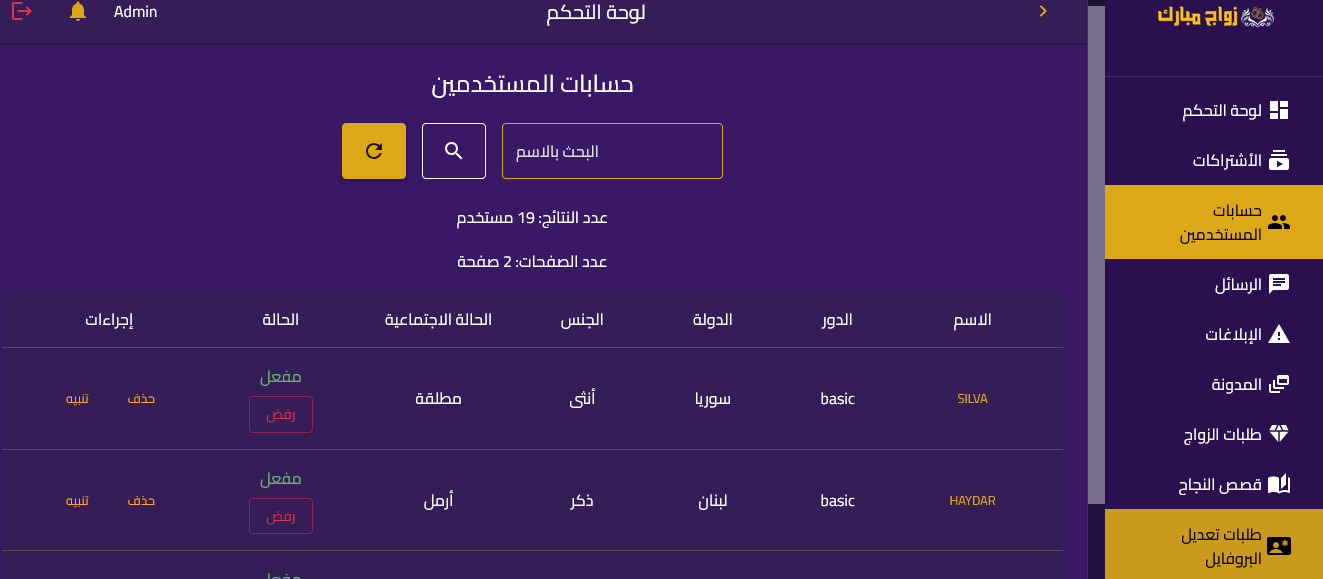 زواج مبارك
لوحة التحكم
الأشتراكات
حسابات
المستخدمين
الرسائل
الإبلاغات
المدونة
طلبات الزواج
قصص النجاح
طلبات تعديل
البروفايل
لوحة التحكم
Admin
حسابات المستخدمين
البحث بالاسم
عدد النتائج: 19 مستخدم
عدد الصفحات: 2 صفحة
الاسم الدور الدولة الجنس الحالة الاجتماعية الحالة إجراءات
SILVA basic سوريا أنثى مطلقة مفعل حذف تنبيه
رفض
HAYDAR basic لبنان ذكر أرمل مفعل حذف تنبيه
رفض
مفعل